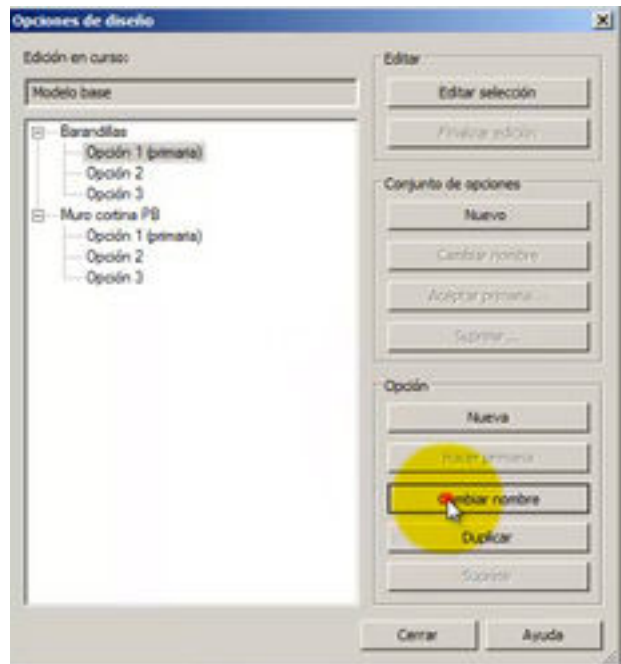 Opciones de diseño
Edición en curso:
Modelo base
Barandillas
Opción 1 (primaria)
Opción 2
Opción 3
Muro cortina PB
Opción 1 (primaria)
Opción 2
Opción 3
Editar
Editar selección
Finalizar edición
Conjunto de opciones
Nuevo
Cambiar nombre
Aceptar primaria ...
Suprimir ...
Opción
Nueva
Hacer primaria
Cambiar nombre
Duplicar
Suprimir
Cerrar
Ayuda